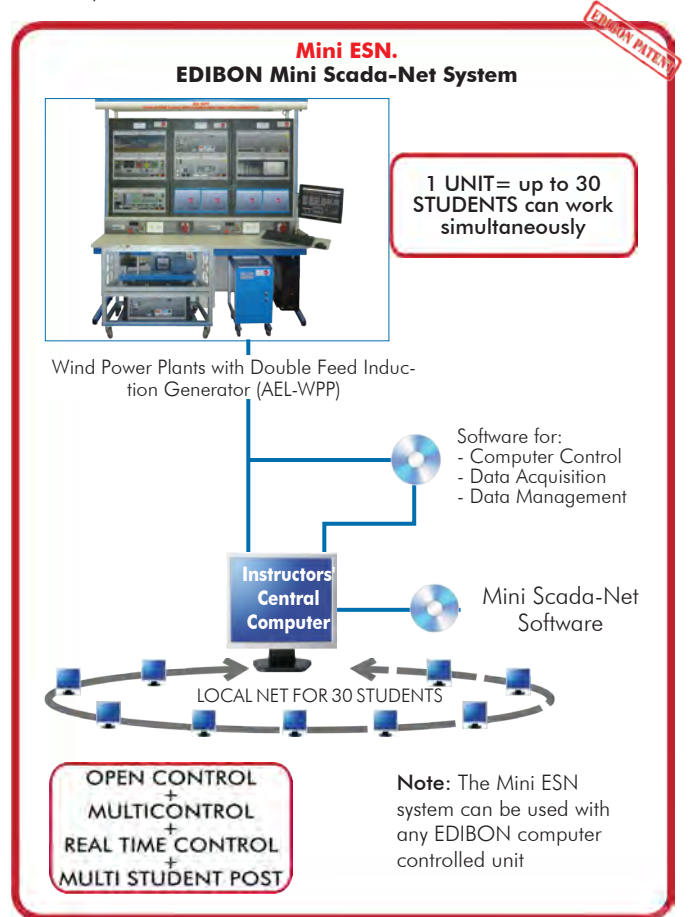 EDIBON PATENT
Mini ESN.
EDIBON Mini Scada-Net System
1 UNIT= up to 30
STUDENTS can work
simultaneously
Wind Power Plants with Double Feed Induc-
tion Generator (AEL-WPP)
Software for:
- Computer Control
- Data Acquisition
- Data Management
Instructors'
Central
Computer
Mini Scada-Net
Software
LOCAL NET FOR 30 STUDENTS
OPEN CONTROL
+
MULTICONTROL
+
REAL TIME CONTROL
+
MULTI STUDENT POST
Note: The Mini ESN
system can be used with
any EDIBON computer
controlled unit